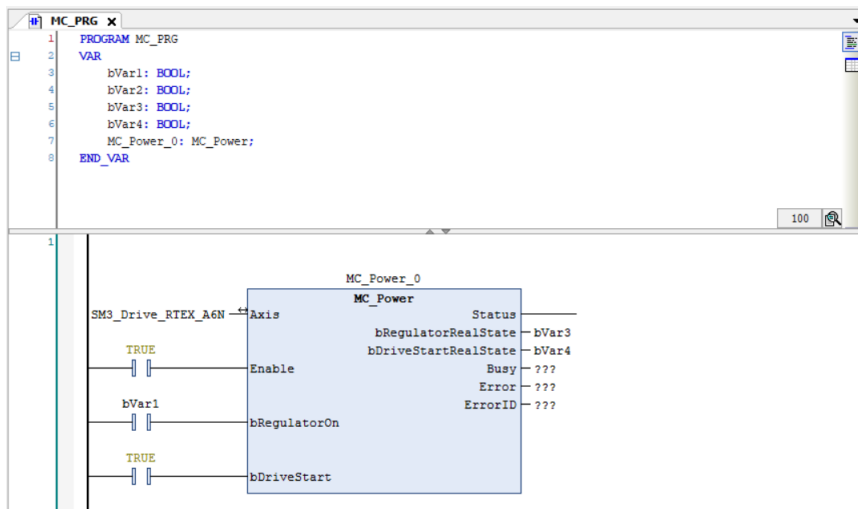 MC_PRG
1 PROGRAM MC_PRG
2 VAR
3 bVar1: BOOL;
4 bVar2: BOOL;
5 bVar3: BOOL;
6 bVar4: BOOL;
7 MC_Power_0: MC_Power;
8 END_VAR
100
1
MC_Power_0
MC_Power
SM3_Drive_RTEX_A6N Axis Status
bRegulatorRealState bVar3
TRUE bDriveStartRealState bVar4
Enable Busy ???
Error ???
bVar1 ErrorID ???
bRegulatorOn
TRUE
bDriveStart